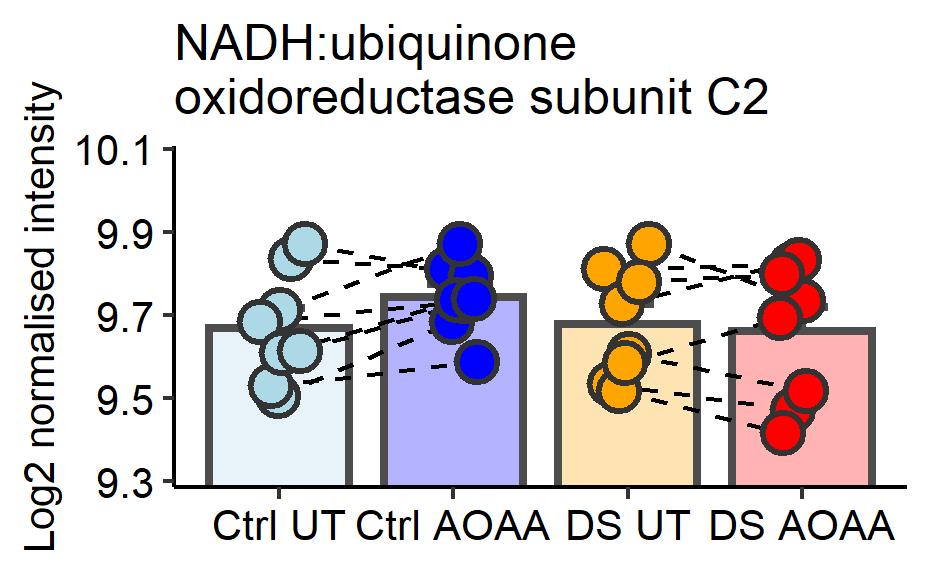 NADH:ubiquinone
oxidoreductase subunit C2
Log2 normalised intensity
10.1
9.9
9.7
9.5
9.3
Ctrl UT Ctrl AOAA DS UT DS AOAA